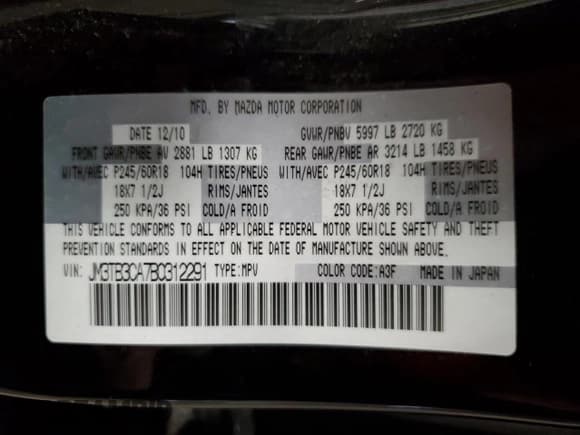 MFD. BY MAZDA MOTOR CORPORATION
DATE 12/10 GVWR/PNBV 5997 LB 2720 KG
FRONT GAWR/PNBE AV 2881 LB 1307 KG REAR GAWR/PNBE AR 3214 LB 1458 KG
WITH/AVEC P245/60R18 104H TIRES/PNEUS WITH/AVEC P245/60R18 104H TIRES/PNEUS
18X7 1/2J RIMS/JANTES 18X7 1/2J RIMS/JANTES
250 KPA/36 PSI COLD/A FROID 250 KPA/36 PSI COLD/A FROID
THIS VEHICLE CONFORMS TO ALL APPLICABLE FEDERAL MOTOR VEHICLE SAFETY AND THEFT
PREVENTION STANDARDS IN EFFECT ON THE DATE OF MANUFACTURE SHOWN ABOVE.
VIN: JM3TB3CA7B0312291 TYPE:MPV COLOR CODE:A3F MADE IN JAPAN